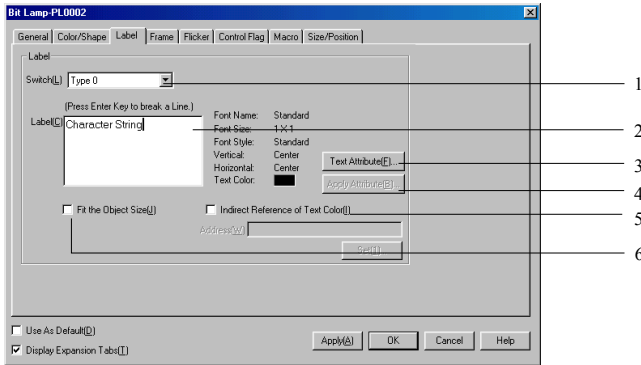 Bit Lamp-PL0002
General Color/Shape Label Frame Flicker Control Flag Macro Size/Position
Label
Switch(L) Type 0
1
(Press Enter Key to break a Line.)
Label(C) Character String
2
Font Name: Standard
Font Size: 1 X 1
Font Style: Standard
Vertical: Center
Horizontal: Center
Text Color:
Text Attribute(F)...
3
Apply Attribute(B)...
4
Fit the Object Size(J)
Indirect Reference of Text Color(I)
5
Address(W)
Set(1)...
6
Use As Default(D)
Display Expansion Tabs(T)
Apply(A) OK Cancel Help